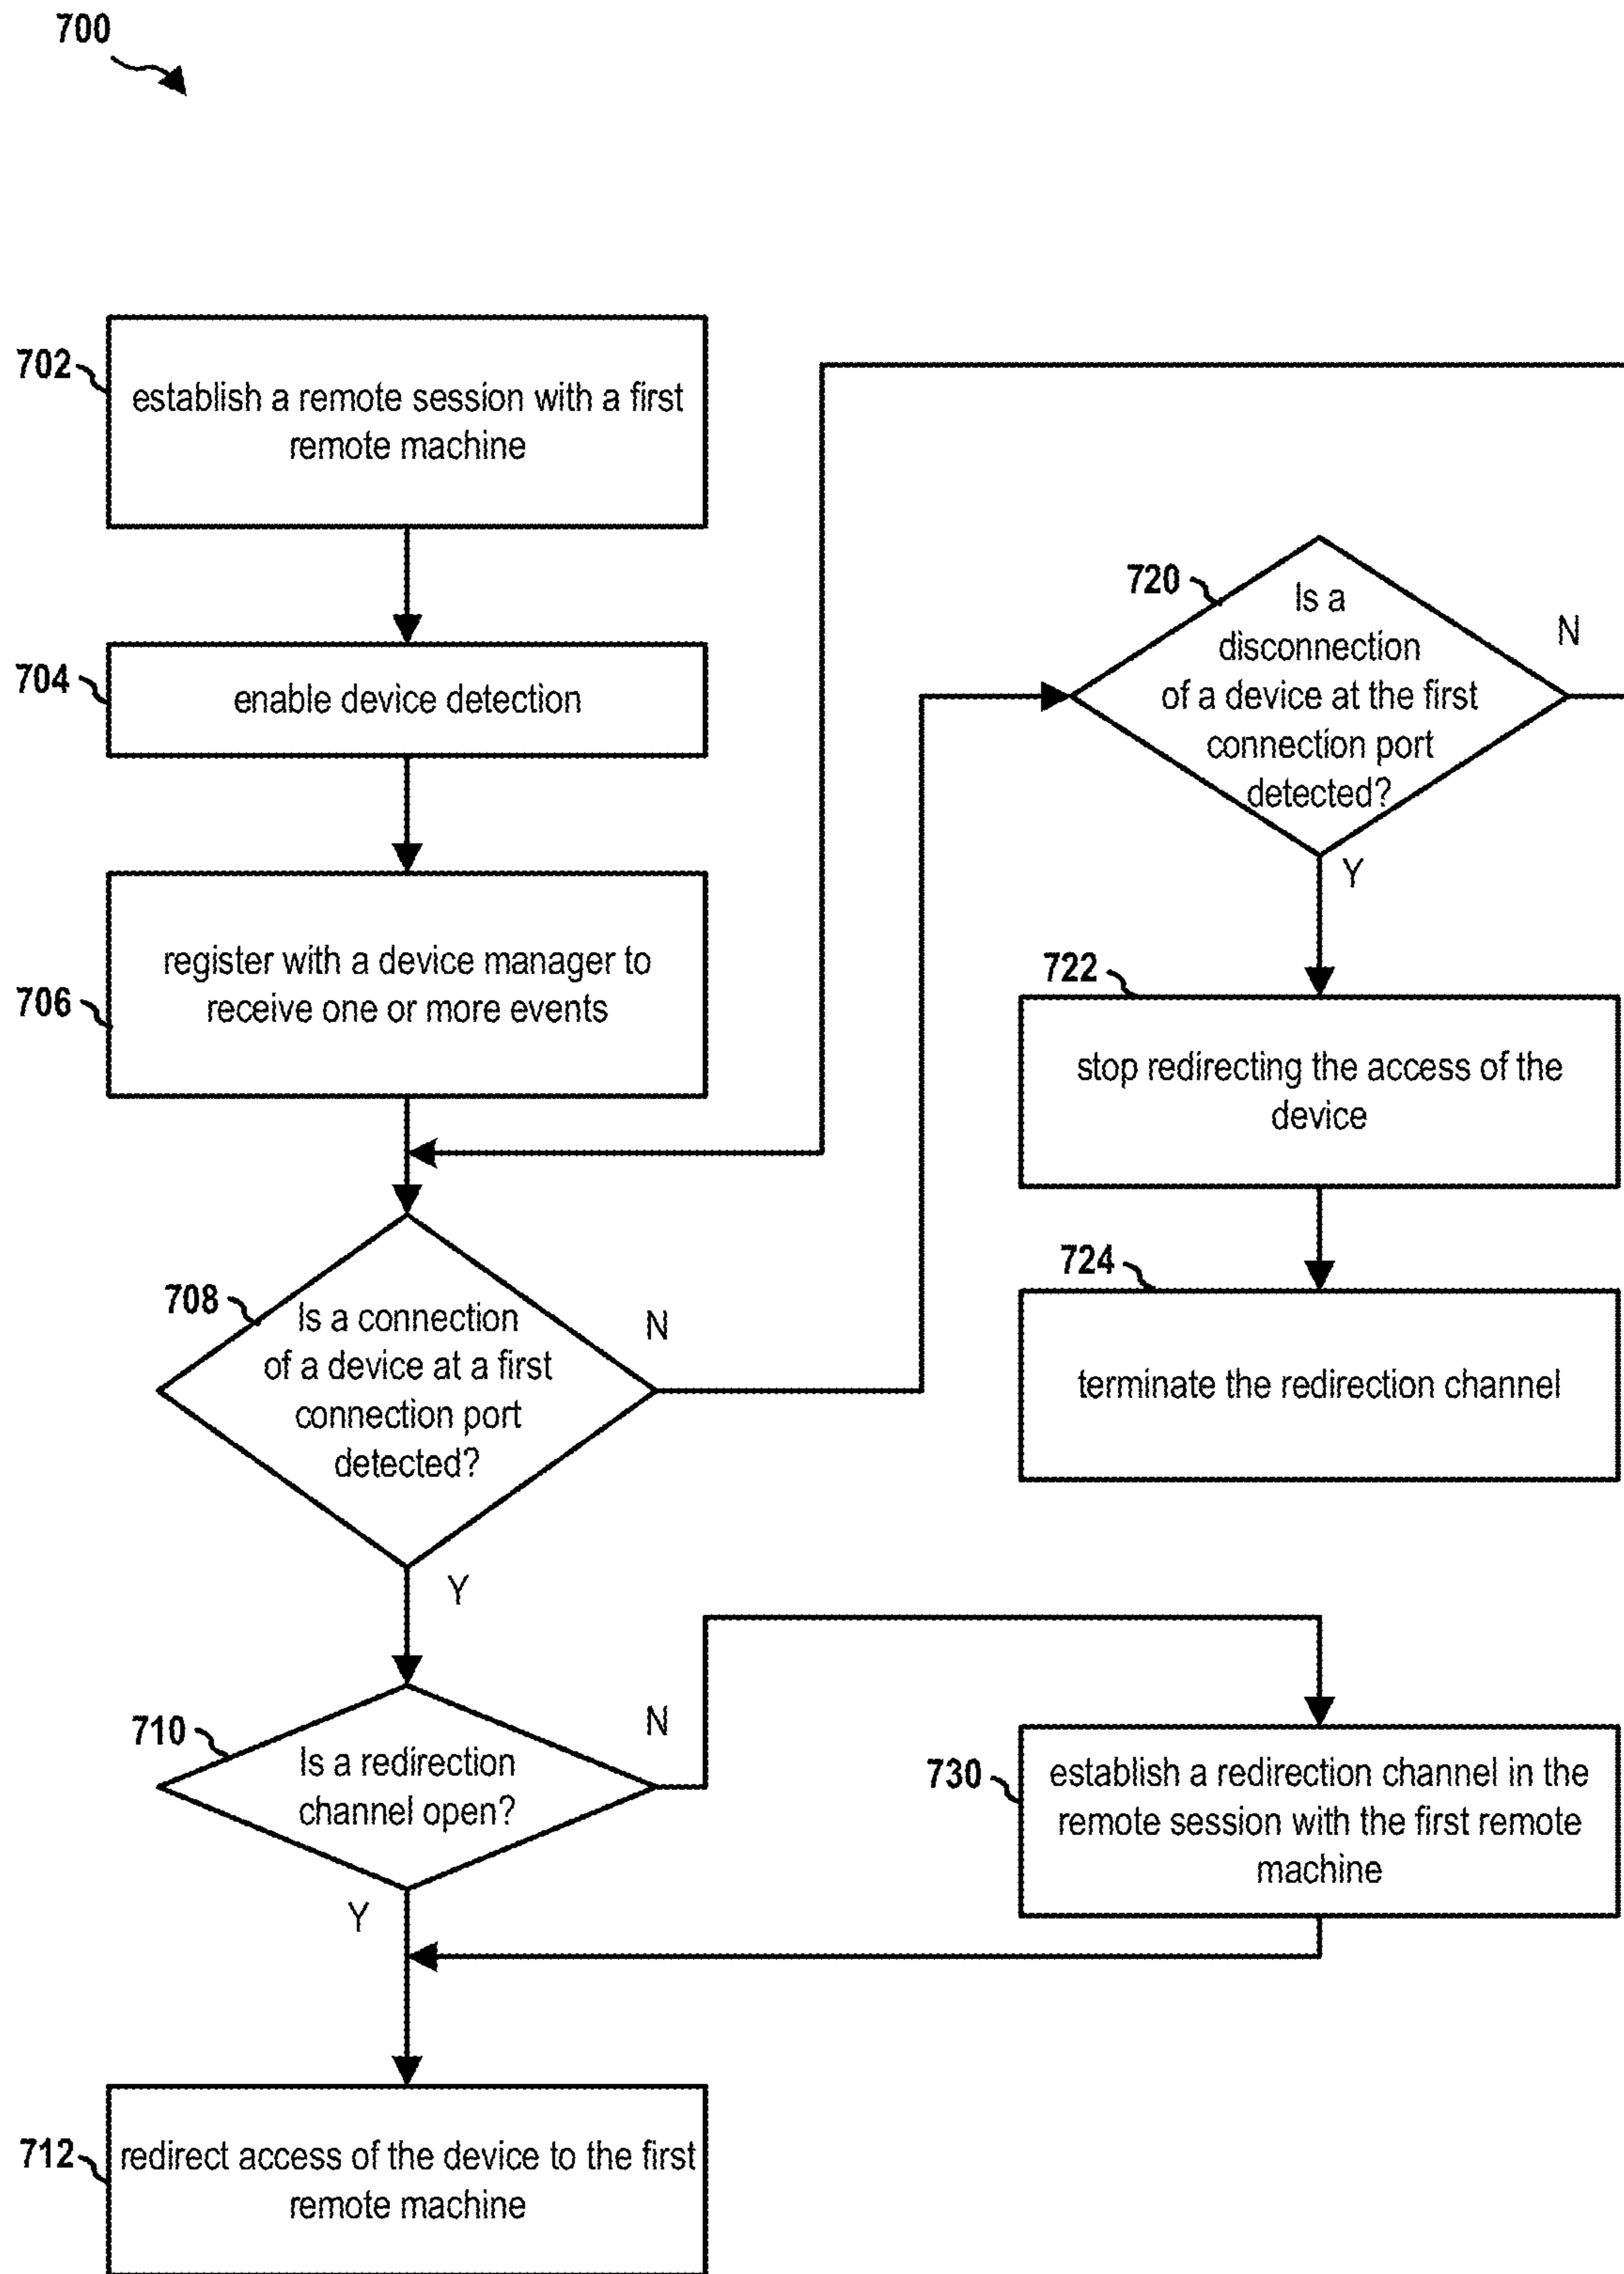 700
702
establish a remote session with a first
remote machine
704
enable device detection
706
register with a device manager to
receive one or more events
708
Is a connection
of a device at a first
connection port
detected?
N
Y
710
Is a redirection
channel open?
N
Y
712
redirect access of the device to the first
remote machine
720
Is a
disconnection
of a device at the first
connection port
detected?
N
Y
722
stop redirecting the access of the
device
724
terminate the redirection channel
730
establish a redirection channel in the
remote session with the first remote
machine